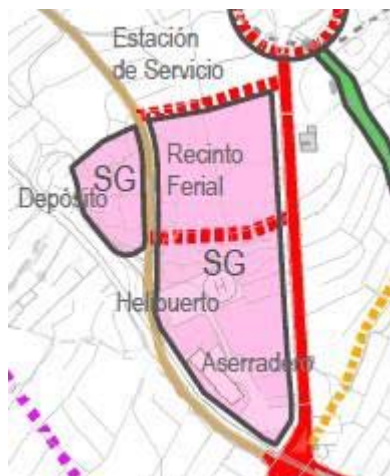 Estación
de Servicio
Recinto
Ferial
SG
Depósito
SG
Helipuerto
H
Aserradero